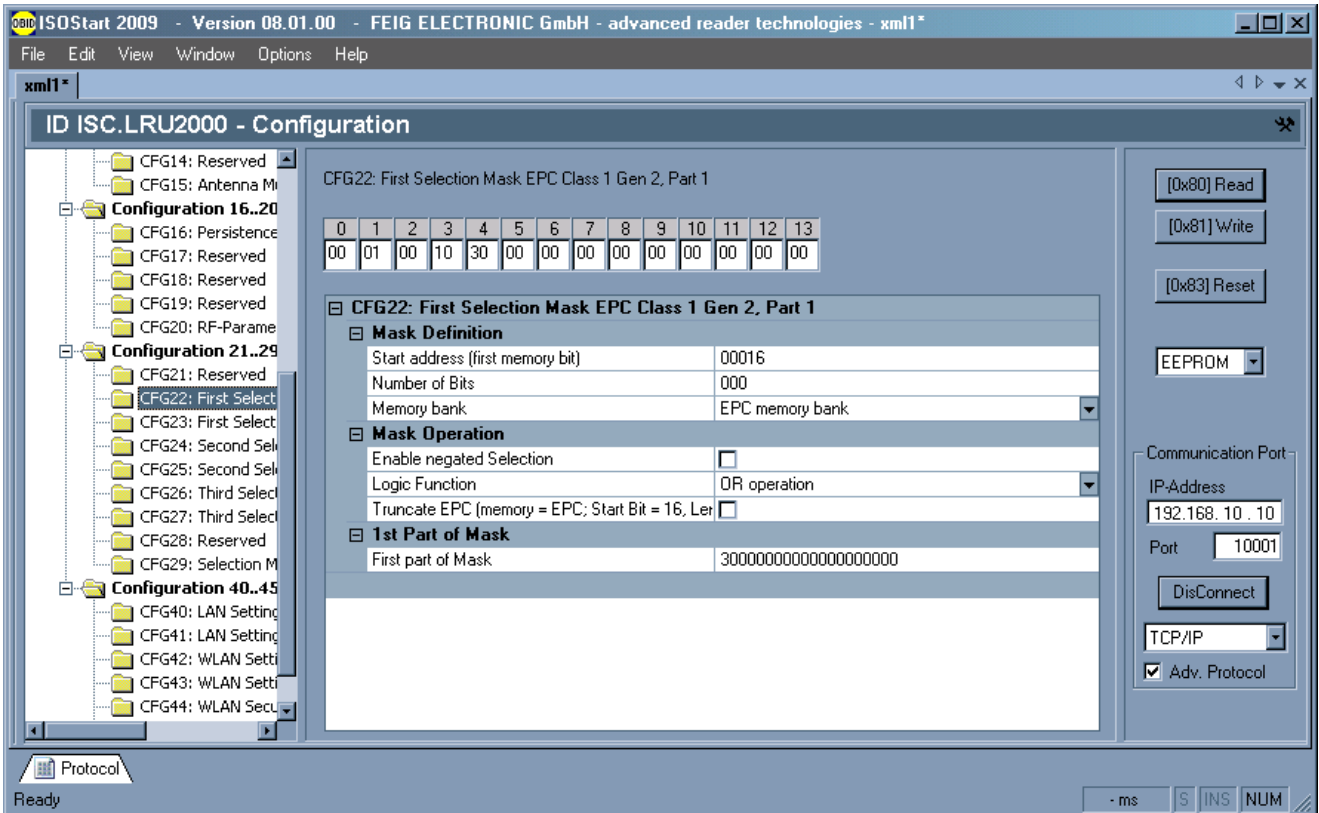 OBID ISOStart 2009 - Version 08.01.00 - FEIG ELECTRONIC GmbH - advanced reader technologies - xml1*
File Edit View Window Options Help
xml1*
ID ISC.LRU2000 - Configuration
CFG14: Reserved
CFG15: Antenna Mu
Configuration 16..20
CFG16: Persistence
CFG17: Reserved
CFG18: Reserved
CFG19: Reserved
CFG20: RF-Parame
Configuration 21..29
CFG21: Reserved
CFG22: First Select
CFG23: First Select
CFG24: Second Sele
CFG25: Second Sele
CFG26: Third Select
CFG27: Third Select
CFG28: Reserved
CFG29: Selection M
Configuration 40..45
CFG40: LAN Setting
CFG41: LAN Setting
CFG42: WLAN Setti
CFG43: WLAN Setti
CFG44: WLAN Secu
CFG22: First Selection Mask EPC Class 1 Gen 2, Part 1
0 1 2 3 4 5 6 7 8 9 10 11 12 13
00 01 00 10 30 00 00 00 00 00 00 00 00 00
CFG22: First Selection Mask EPC Class 1 Gen 2, Part 1
Mask Definition
Start address (first memory bit) 00016
Number of Bits 000
Memory bank EPC memory bank
Mask Operation
Enable negated Selection
Logic Function OR operation
Truncate EPC (memory = EPC; Start Bit = 16, Ler
1st Part of Mask
First part of Mask 30000000000000000000
[0x80] Read
[0x81] Write
[0x83] Reset
EEPROM
Communication Port
IP-Address
192.168. 10 . 10
Port 10001
DisConnect
TCP/IP
Adv. Protocol
Protocol
Ready
- ms S INS NUM